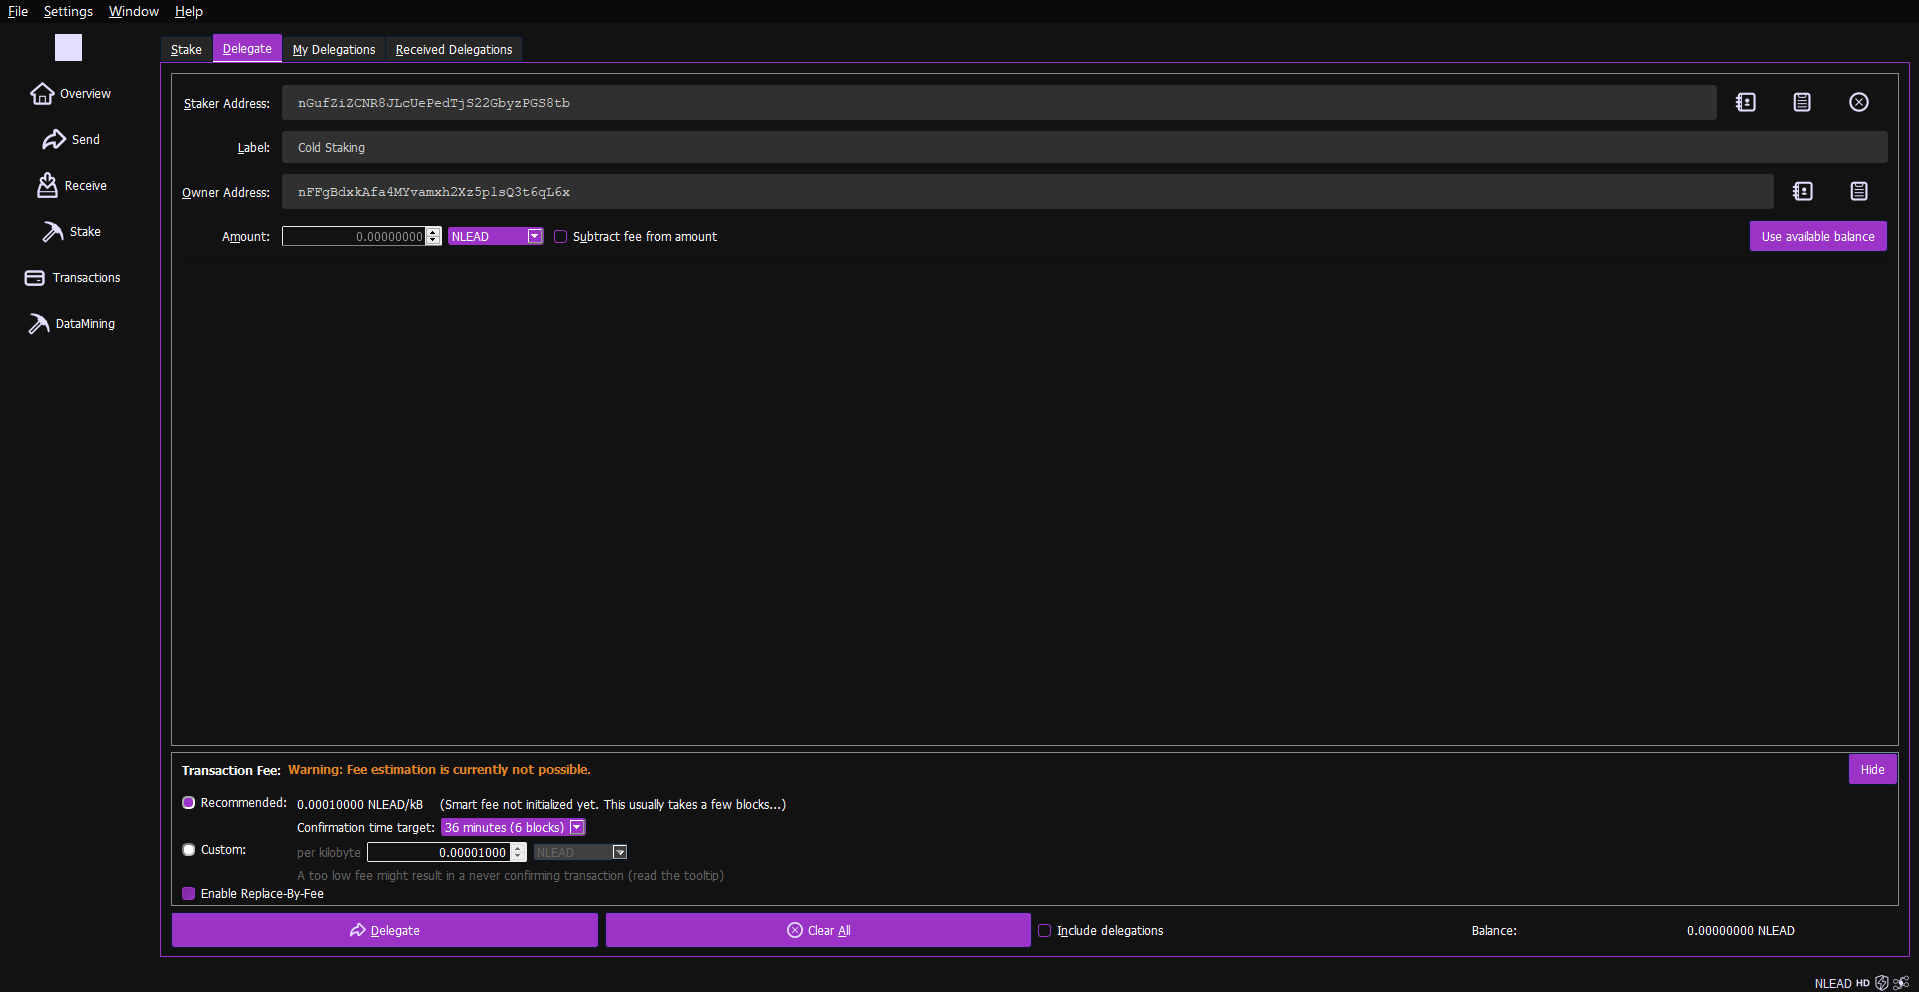 File Settings Window Help
Stake Delegate My Delegations Received Delegations
Overview
Send
Receive
Stake
Transactions
DataMining
Staker Address: nGufZiZCNR8JLcUePedTjS22GbyzPGS8tb
Label: Cold Staking
Owner Address: nFFgBdxkAfa4MYvamxh2Xz5p1sQ3t6qL6x
Amount: 0.00000000 NLEAD Subtract fee from amount Use available balance
Transaction Fee: Warning: Fee estimation is currently not possible. Hide
Recommended: 0.00010000 NLEAD/kB (Smart fee not initialized yet. This usually takes a few blocks...)
Confirmation time target: 36 minutes (6 blocks)
Custom: per kilobyte 0.00001000 NLEAD
A too low fee might result in a never confirming transaction (read the tooltip)
Enable Replace-By-Fee
Delegate Clear All Include delegations Balance: 0.00000000 NLEAD
NLEAD HD